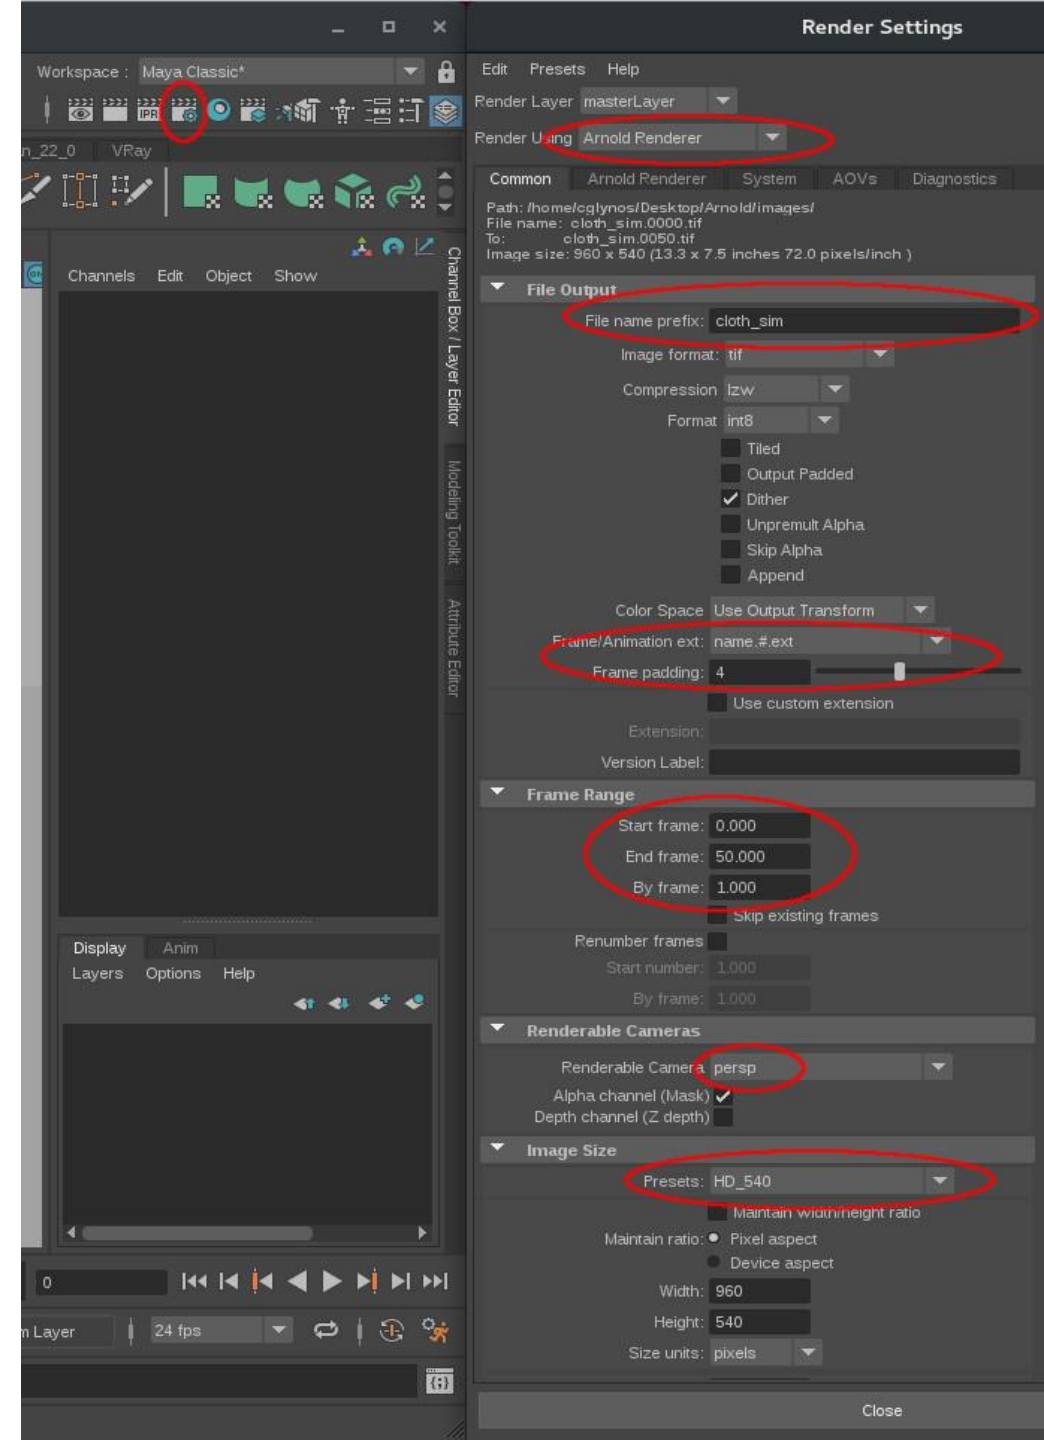 Workspace : Maya Classic*
IPR
n_22_0 VRay
ON
Channels Edit Object Show
Channel Box / Layer Editor
Modeling Toolkit
Attribute Editor
Display Anim
Layers Options Help
0
m Layer 24 fps
Render Settings
Edit Presets Help
Render Layer masterLayer
Render Using Arnold Renderer
Common Arnold Renderer System AOVs Diagnostics
Path: /home/cglynos/Desktop/Arnold/images/
File name: cloth_sim.0000.tif
To: cloth_sim.0050.tif
Image size: 960 x 540 (13.3 x 7.5 inches 72.0 pixels/inch )
File Output
File name prefix: cloth_sim
Image format: tif
Compression lzw
Format int8
Tiled
Output Padded
Dither
Unpremult Alpha
Skip Alpha
Append
Color Space Use Output Transform
Frame/Animation ext: name.#.ext
Frame padding: 4
Use custom extension
Extension:
Version Label:
Frame Range
Start frame: 0.000
End frame: 50.000
By frame: 1.000
Skip existing frames
Renumber frames
Start number: 1.000
By frame: 1.000
Renderable Cameras
Renderable Camera persp
Alpha channel (Mask)
Depth channel (Z depth)
Image Size
Presets: HD_540
Maintain width/height ratio
Maintain ratio: Pixel aspect
Device aspect
Width: 960
Height: 540
Size units: pixels
Close